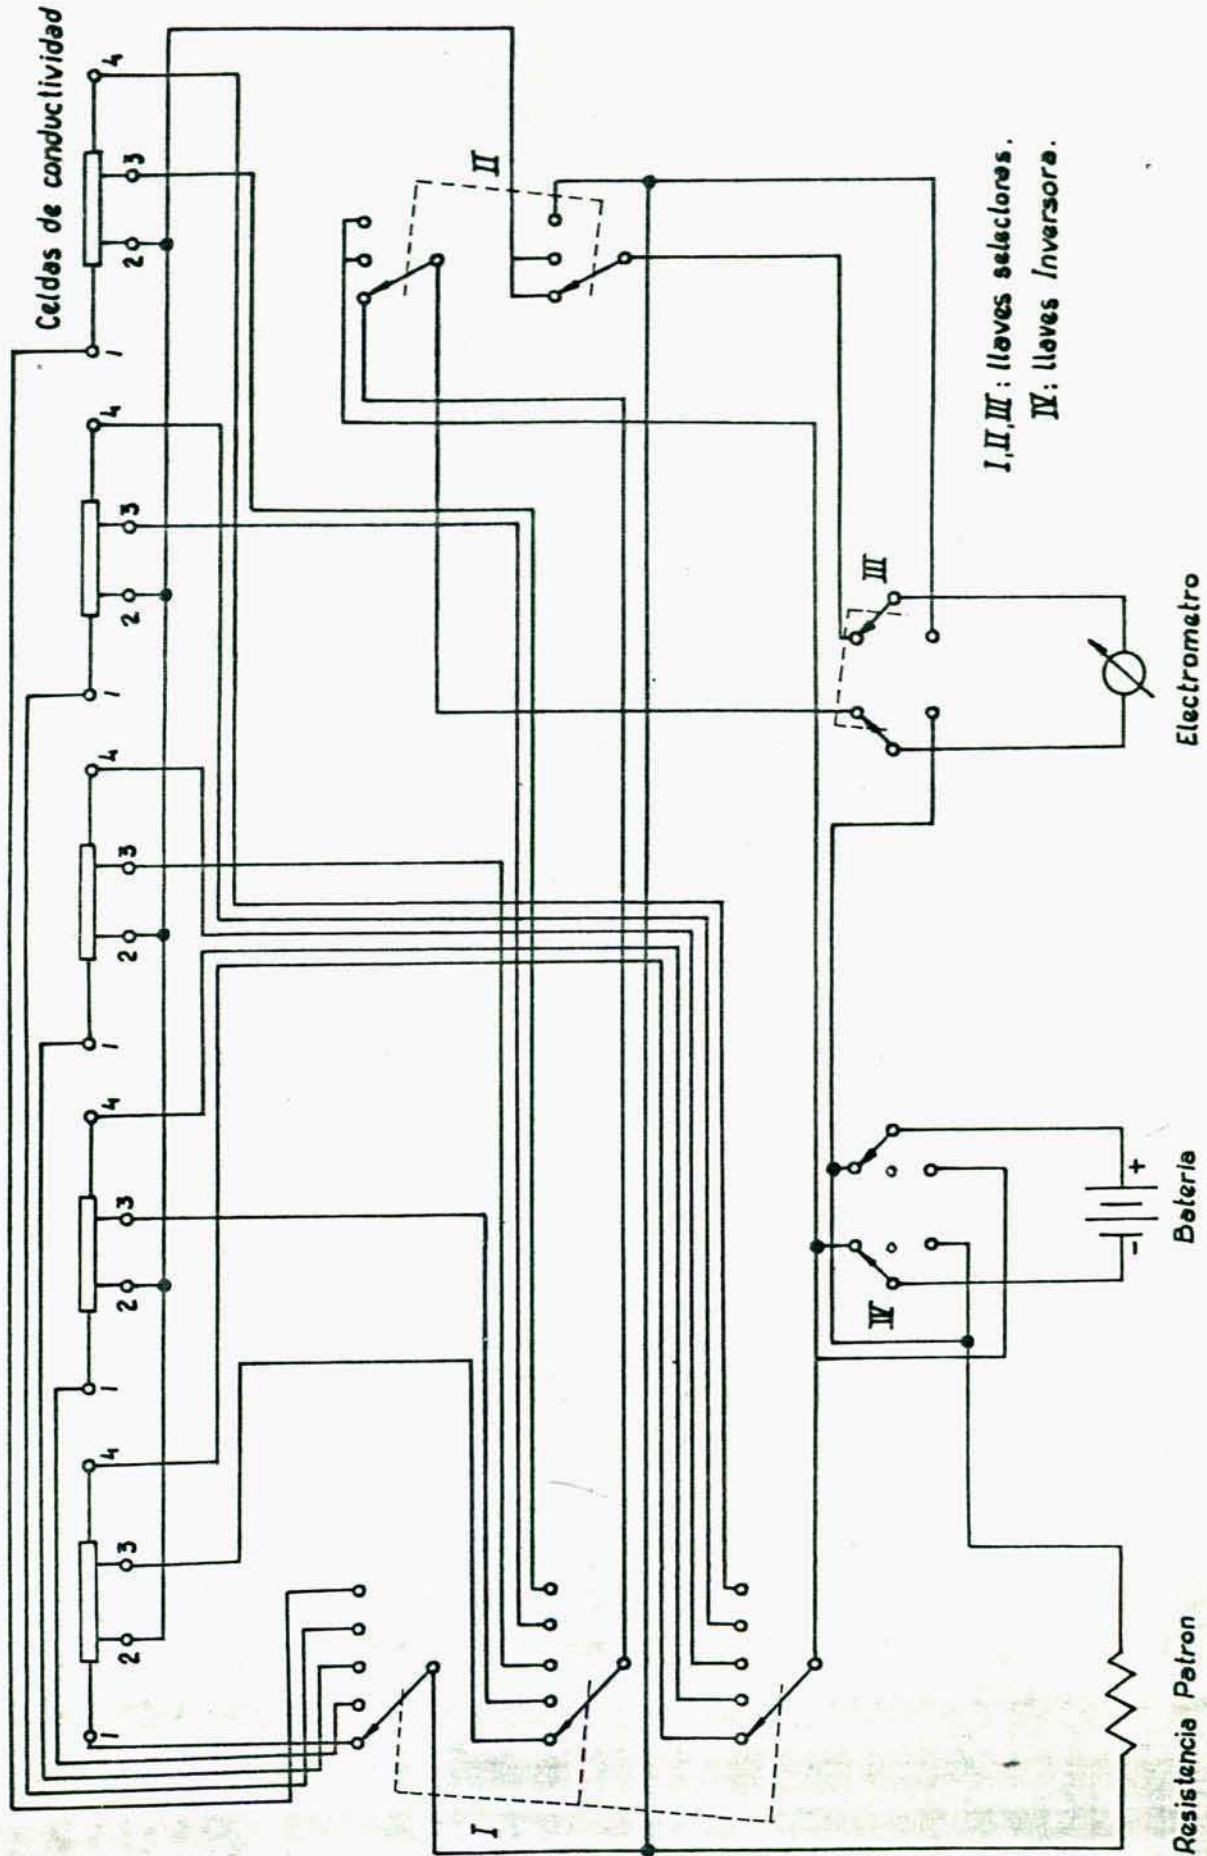 Celdas de conductividad
1 2 3 4
1 2 3 4
1 2 3 4
1 2 3 4
1 2 3 4
I
II
III
IV
I, II, III: llaves selectoras.
IV: llaves Inversora.
- +
Resistencia Patron
Bateria
Electrometro